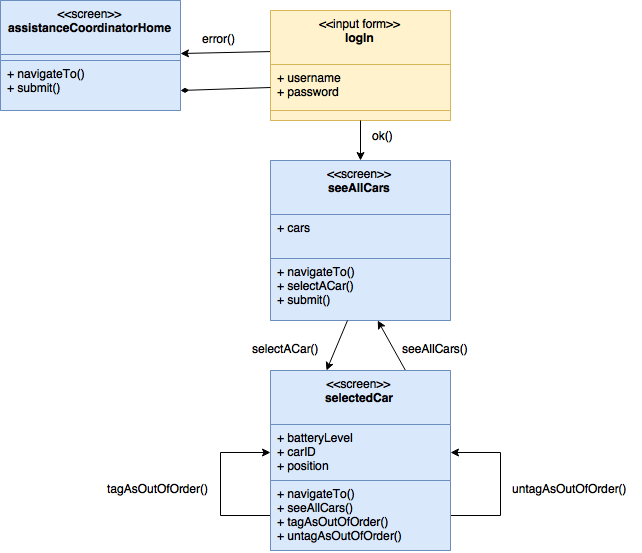 <<screen>>
assistanceCoordinatorHome
+ navigateTo()
+ submit()
error()
<<input form>>
logIn
+ username
+ password
ok()
<<screen>>
seeAllCars
+ cars
+ navigateTo()
+ selectACar()
+ submit()
selectACar()
seeAllCars()
<<screen>>
selectedCar
+ batteryLevel
+ carID
+ position
+ navigateTo()
+ seeAllCars()
+ tagAsOutOfOrder()
+ untagAsOutOfOrder()
tagAsOutOfOrder()
untagAsOutOfOrder()